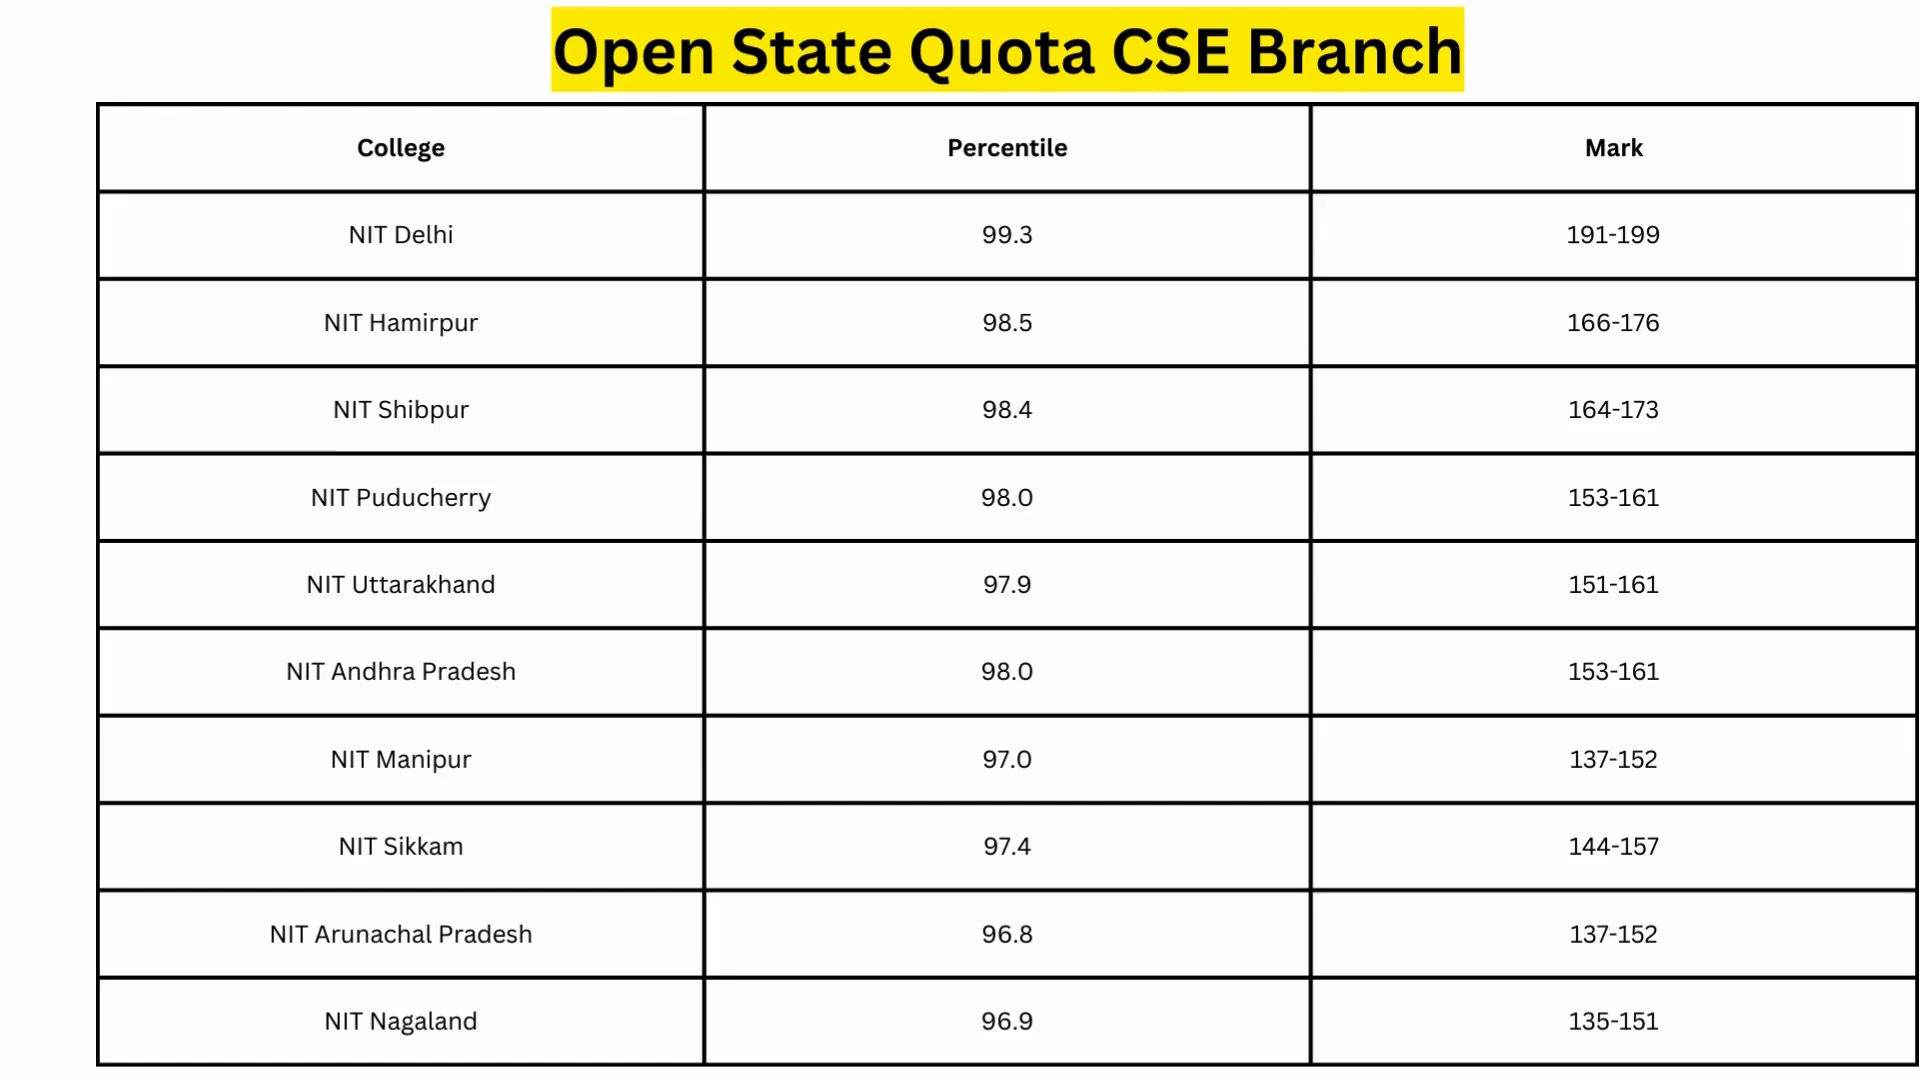 Open State Quota CSE Branch
College Percentile Mark
NIT Delhi 99.3 191-199
NIT Hamirpur 98.5 166-176
NIT Shibpur 98.4 164-173
NIT Puducherry 98.0 153-161
NIT Uttarakhand 97.9 151-161
NIT Andhra Pradesh 98.0 153-161
NIT Manipur 97.0 137-152
NIT Sikkam 97.4 144-157
NIT Arunachal Pradesh 96.8 137-152
NIT Nagaland 96.9 135-151